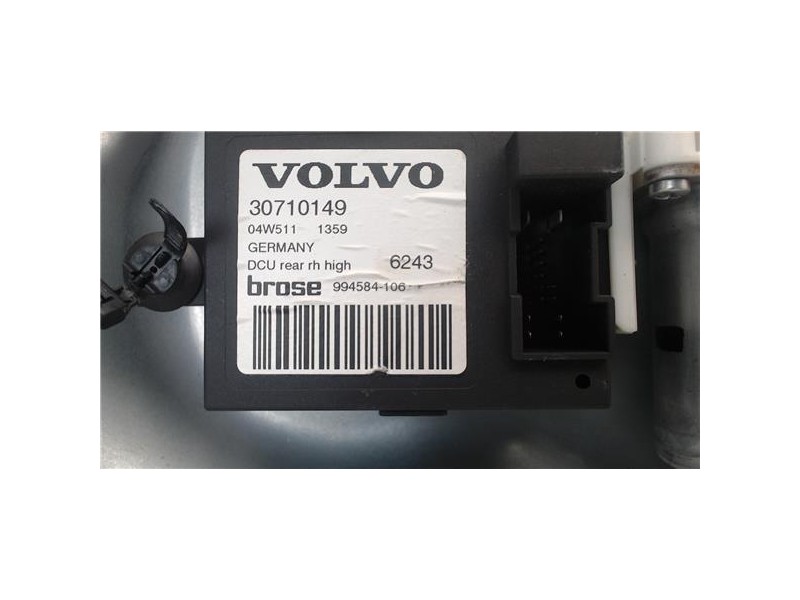 VOLVO
30710149
04W511 1359
GERMANY
DCU rear rh high 6243
brose 994584-106